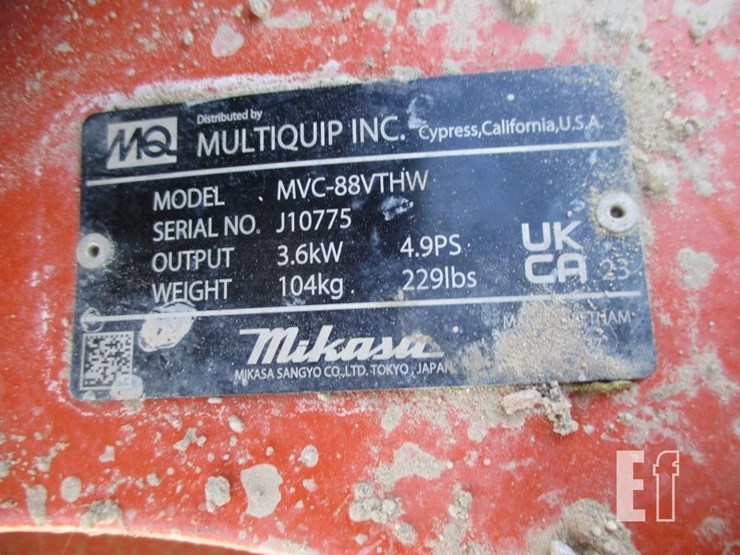 MQ Distributed by MULTIQUIP INC. Cypress,California,U.S.A.
MODEL MVC-88VTHW
SERIAL NO. J10775
OUTPUT 3.6kW 4.9PS
WEIGHT 104kg 229lbs
UK
CA 23
Mikasa
MIKASA SANGYO CO.,LTD. TOKYO, JAPAN
Ef